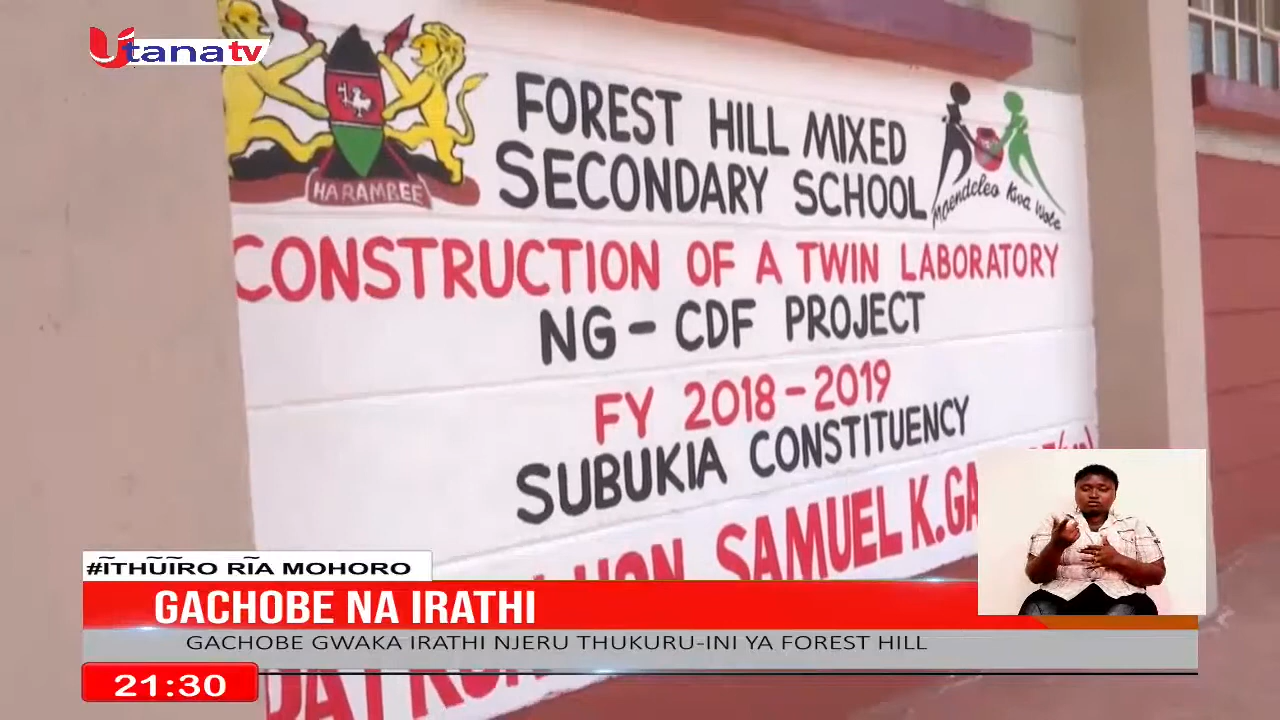 Utanatv
HARAMBEE
FOREST HILL MIXED
SECONDARY SCHOOL
Maendeleo Kwa Wote
CONSTRUCTION OF A TWIN LABORATORY
NG-CDF PROJECT
FY 2018-2019
SUBUKIA CONSTITUENCY
HON. SAMUEL K.
#ĨTHŨĨRO RĨA MOHORO
GACHOBE NA IRATHI
GACHOBE GWAKA IRATHI NJERU THUKURU-INI YA FOREST HILL
21:30